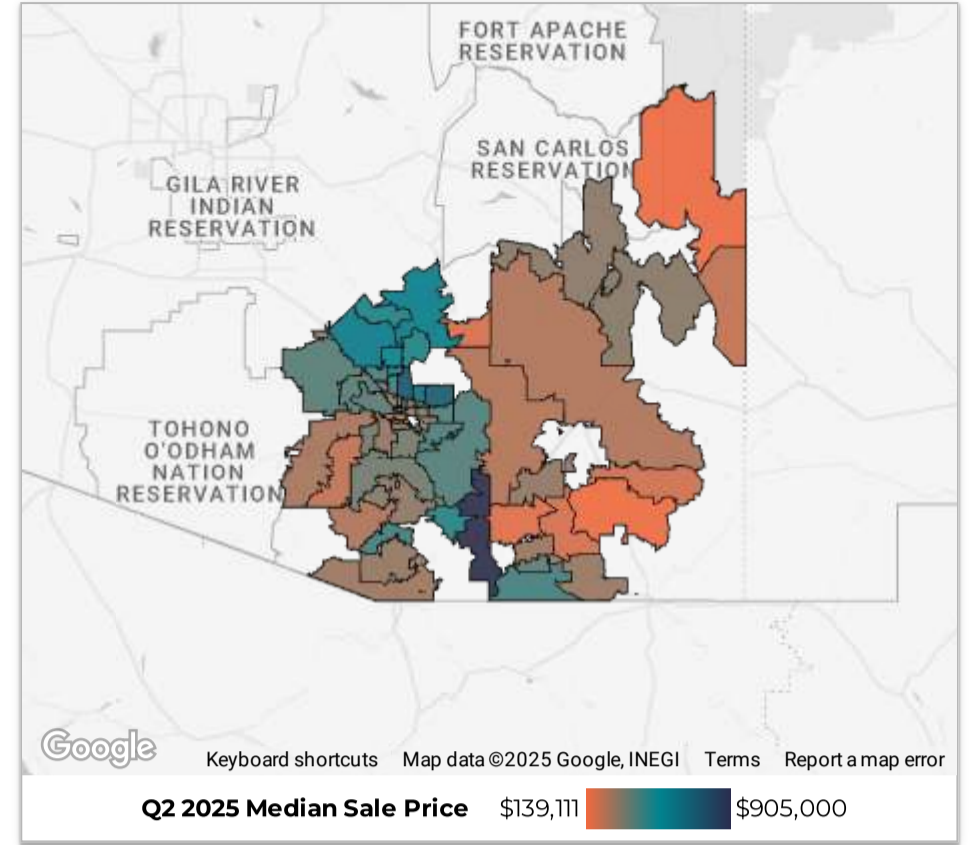 FORT APACHE
RESERVATION
SAN CARLOS
RESERVATION
GILA RIVER
INDIAN
RESERVATION
TOHONO
O'ODHAM
NATION
RESERVATION
Google
Keyboard shortcuts Map data ©2025 Google, INEGI Terms Report a map error
Q2 2025 Median Sale Price $139,111 $905,000